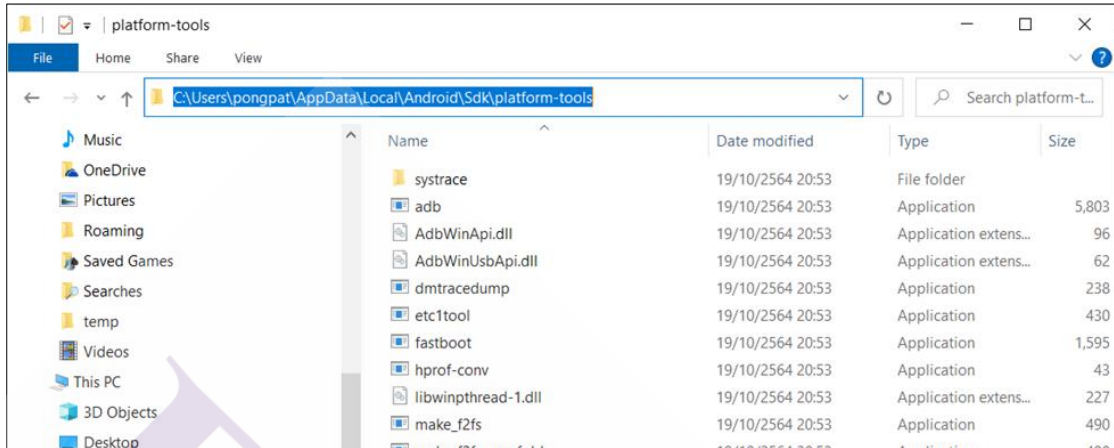 platform-tools
File Home Share View
C:\Users\pongpat\AppData\Local\Android\Sdk\platform-tools Search platform-t...
Music
OneDrive
Pictures
Roaming
Saved Games
Searches
temp
Videos
This PC
3D Objects
Desktop
Name Date modified Type Size
systrace 19/10/2564 20:53 File folder
adb 19/10/2564 20:53 Application 5,803
AdbWinApi.dll 19/10/2564 20:53 Application extens... 96
AdbWinUsbApi.dll 19/10/2564 20:53 Application extens... 62
dmtracedump 19/10/2564 20:53 Application 238
etc1tool 19/10/2564 20:53 Application 430
fastboot 19/10/2564 20:53 Application 1,595
hprof-conv 19/10/2564 20:53 Application 43
libwinpthread-1.dll 19/10/2564 20:53 Application extens... 227
make_f2fs 19/10/2564 20:53 Application 490